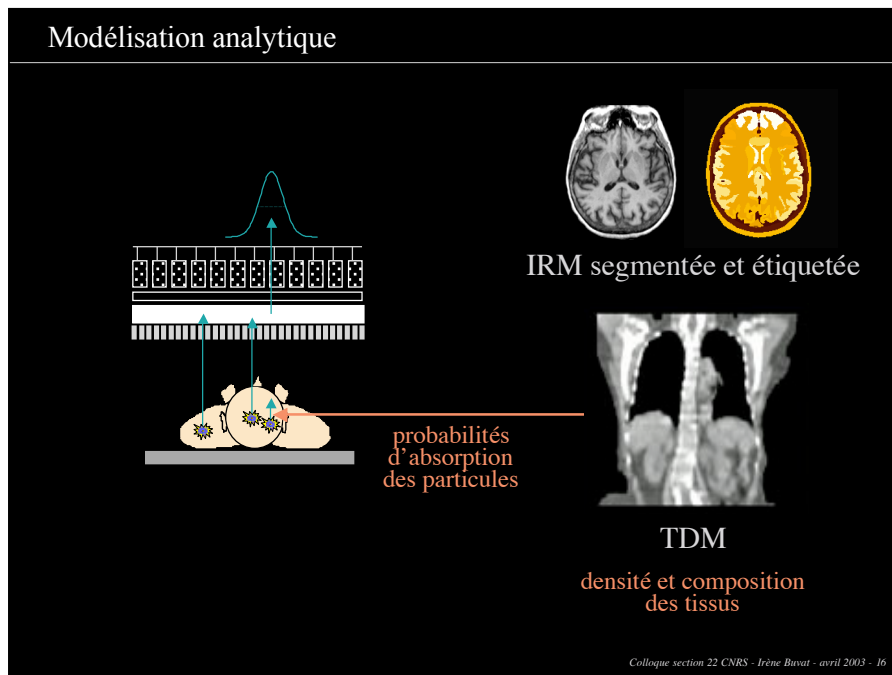 Modélisation analytique
IRM segmentée et étiquetée
probabilités
d'absorption
des particules
TDM
densité et composition
des tissus
Colloque section 22 CNRS - Irène Buvat - avril 2003 - 16